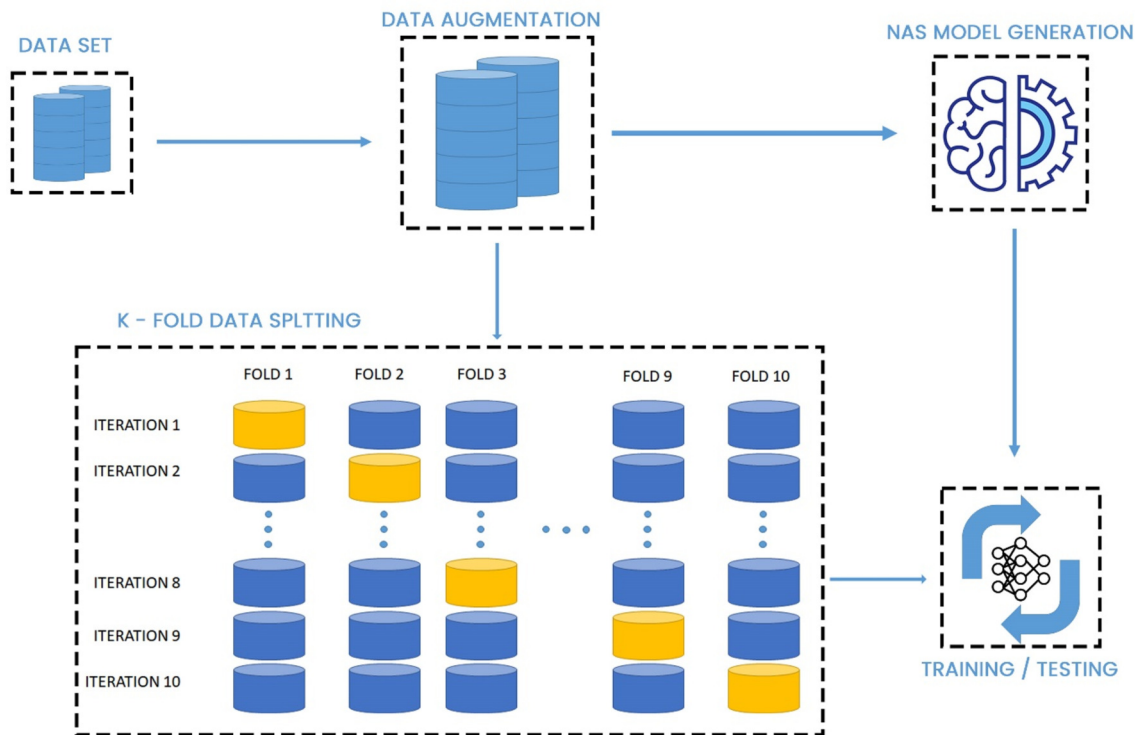 DATA SET
DATA AUGMENTATION
NAS MODEL GENERATION
K - FOLD DATA SPLTTING
FOLD 1 FOLD 2 FOLD 3 FOLD 9 FOLD 10
ITERATION 1
ITERATION 2
ITERATION 8
ITERATION 9
ITERATION 10
TRAINING / TESTING